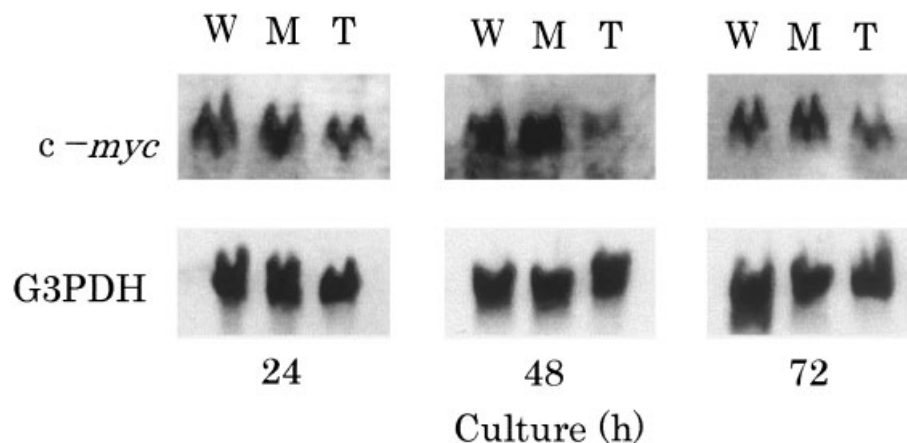 W M T W M T W M T
c-myc
G3PDH
24 48 72
Culture (h)